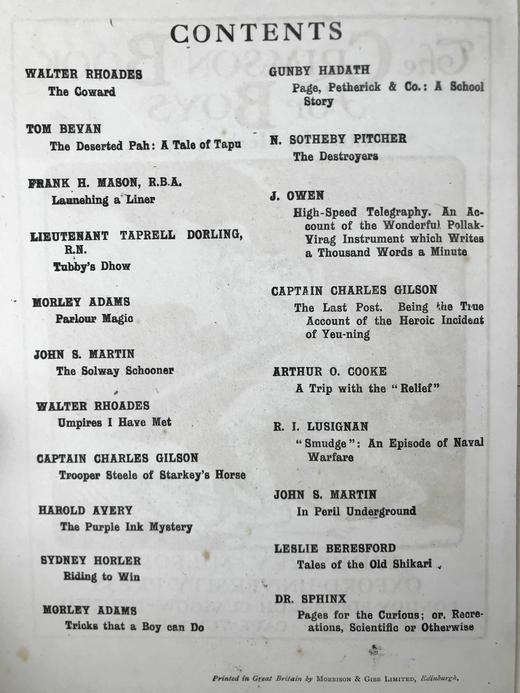 CONTENTS
WALTER RHOADES
The Coward
TOM BEVAN
The Deserted Pah: A Tale of Tapu
FRANK H. MASON, R.B.A.
Launching a Liner
LIEUTENANT TAPRELL DORLING,
R.N.
Tubby's Dhow
MORLEY ADAMS
Parlour Magic
JOHN S. MARTIN
The Solway Schooner
WALTER RHOADES
Umpires I Have Met
CAPTAIN CHARLES GILSON
Trooper Steele of Starkey's Horse
HAROLD AVERY
The Purple Ink Mystery
SYDNEY HORLER
Riding to Win
MORLEY ADAMS
Tricks that a Boy can Do
GUNBY HADATH
Page, Petherick & Co.: A School
Story
N. SOTHEBY PITCHER
The Destroyers
J. OWEN
High-Speed Telegraphy. An Ac-
count of the Wonderful Pollak-
Virag Instrument which Writes
a Thousand Words a Minute
CAPTAIN CHARLES GILSON
The Last Post. Being the True
Account of the Heroic Incident
of Yeu-ning
ARTHUR O. COOKE
A Trip with the "Relief"
R. I. LUSIGNAN
"Smudge": An Episode of Naval
Warfare
JOHN S. MARTIN
In Peril Underground
LESLIE BERESFORD
Tales of the Old Shikari
DR. SPHINX
Pages for the Curious; or, Recre-
ations, Scientific or Otherwise
Printed in Great Britain by MORRISON & GIBB LIMITED, Edinburgh.